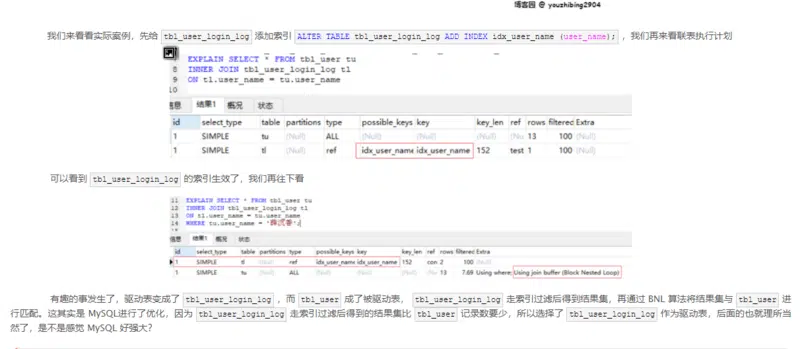 博客园 @ youzhibing2904
我们来看看实际案例，先给 tbl_user_login_log 添加索引 ALTER TABLE tbl_user_login_log ADD INDEX idx_user_name (user_name); ，我们再来看联表执行计划
EXPLAIN SELECT * FROM tbl_user tu
8 INNER JOIN tbl_user_login_log tl
9 ON tl.user_name = tu.user_name
10
信息 结果1 概况 状态
id select_type table partitions type possible_keys key key_len ref rows filtered Extra
1 SIMPLE tu (Null) ALL (Null) (Null) (Null) (Nu 13 100 (Null)
1 SIMPLE tl (Null) ref idx_user_name idx_user_name 152 test 1 100 (Null)
可以看到 tbl_user_login_log 的索引生效了，我们再往下看
11 EXPLAIN SELECT * FROM tbl_user tu
12 INNER JOIN tbl_user_login_log tl
13 ON tl.user_name = tu.user_name
14 WHERE tu.user_name = '
信息 结果1 概况 状态
id select_type table partitions type possible_keys key key_len ref rows filtered Extra
1 SIMPLE tl (Null) ref idx_user_name idx_user_name 152 con 2 100 (Null)
1 SIMPLE tu (Null) ALL (Null) (Null) (Null) (Nu 13 7.69 Using where; Using join buffer (Block Nested Loop)
有趣的事发生了，驱动表变成了 tbl_user_login_log ，而 tbl_user 成了被驱动表， tbl_user_login_log 走索引过滤后得到结果集，再通过 BNL 算法将结果集与 tbl_user 进
行匹配。这其实是 MySQL进行了优化，因为 tbl_user_login_log 走索引过滤后得到的结果集比 tbl_user 记录数要少，所以选择了 tbl_user_login_log 作为驱动表，后面的也就理所当
然了，是不是感觉 MySQL 好强大？